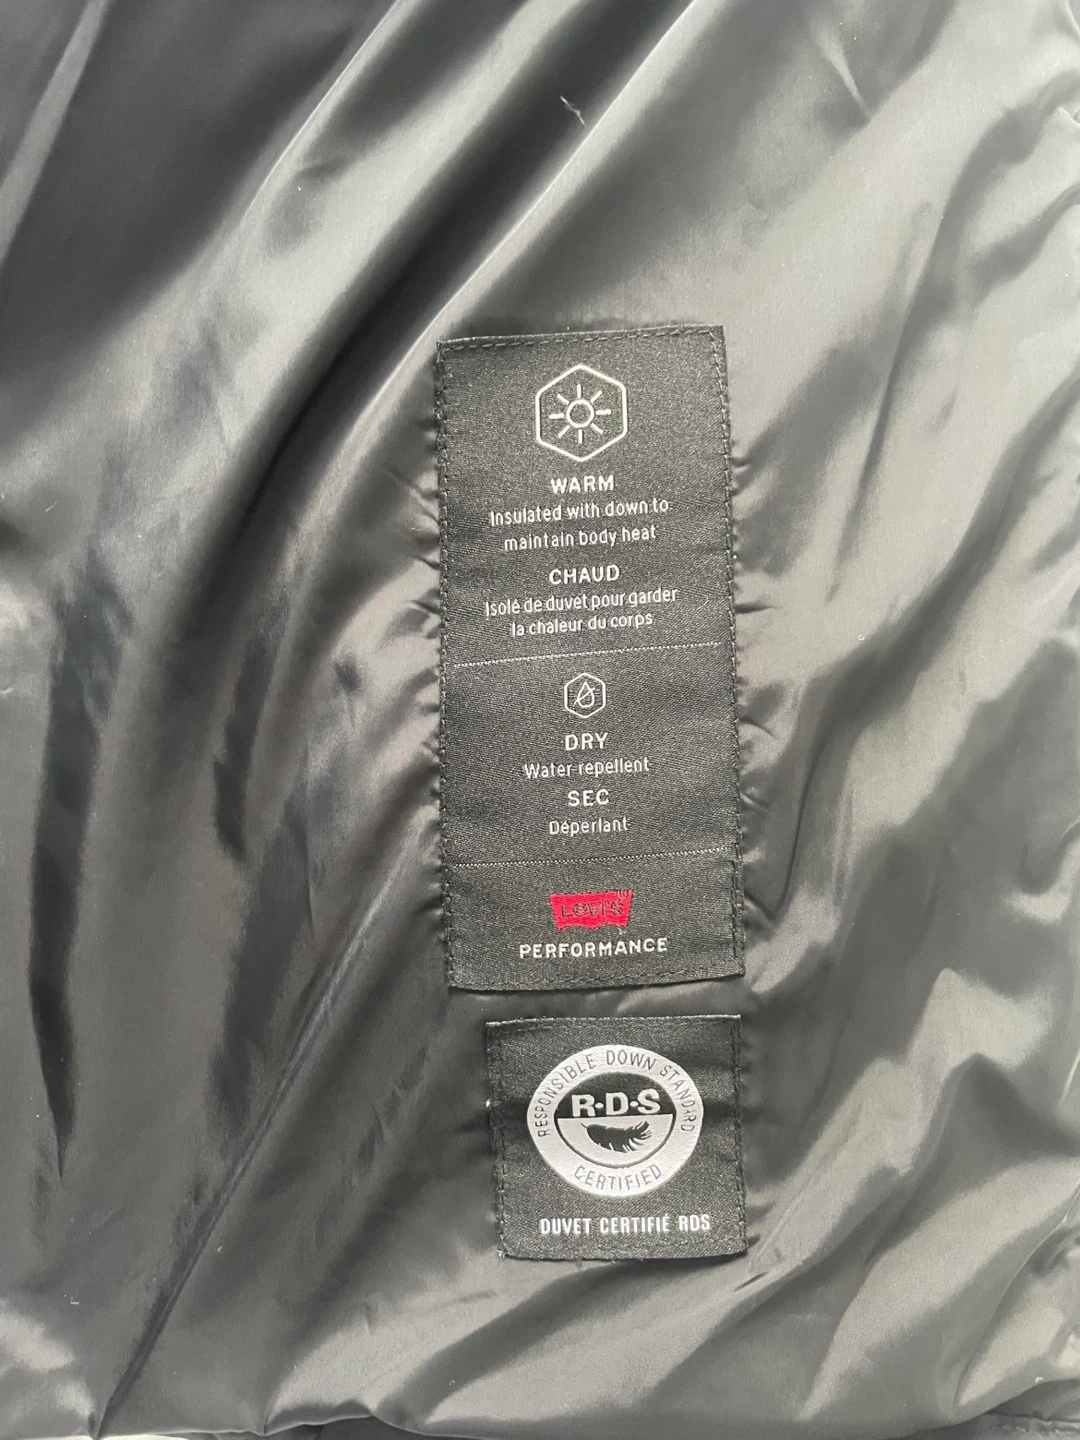 WARM
Insulated with down to
maintain body heat
CHAUD
Isolé de duvet pour garder
la chaleur du corps
DRY
Water repellent
SEC
Déperlant
LEVI'S
PERFORMANCE
RESPONSIBLE DOWN STANDARD
R·D·S
CERTIFIED
DUVET CERTIFIÉ RDS